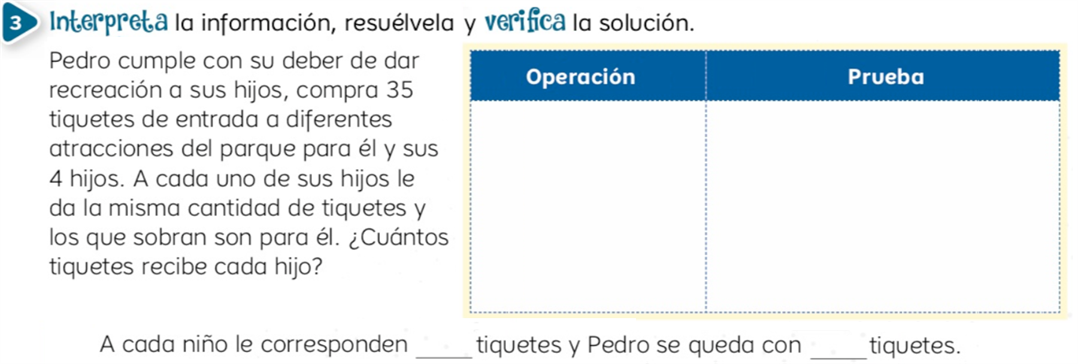 3 Interpreta la información, resuélvela y verifica la solución.
Pedro cumple con su deber de dar
recreación a sus hijos, compra 35
tiquetes de entrada a diferentes
atracciones del parque para él y sus
4 hijos. A cada uno de sus hijos le
da la misma cantidad de tiquetes y
los que sobran son para él. ¿Cuántos
tiquetes recibe cada hijo?
Operación Prueba
A cada niño le corresponden ____ tiquetes y Pedro se queda con ____ tiquetes.